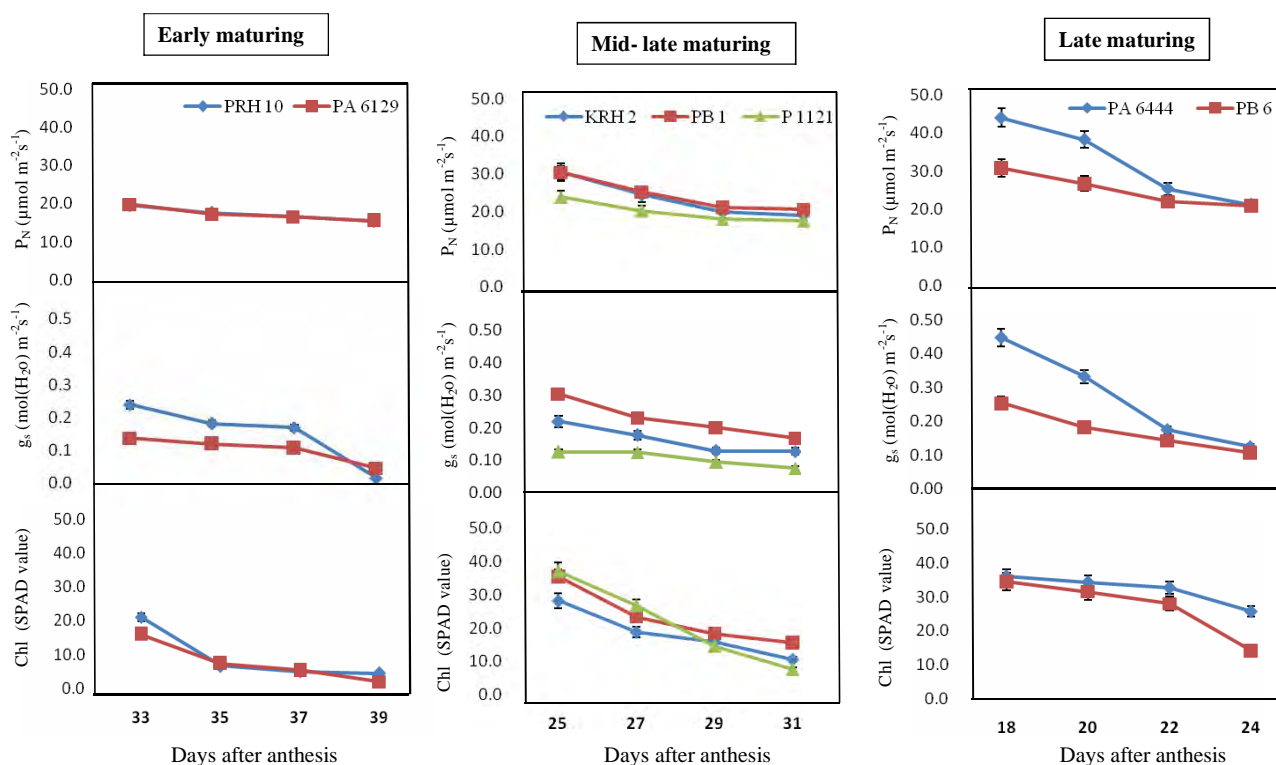 Early maturing
Mid- late maturing
Late maturing
PRH 10 PA 6129
50.0
40.0
30.0
20.0
10.0
0.0
P_N (µmol m⁻²s⁻¹)
0.5
0.4
0.3
0.2
0.1
0.0
g_s (mol(H₂o) m⁻²s⁻¹)
50.0
40.0
30.0
20.0
10.0
0.0
Chl (SPAD value)
33 35 37 39
Days after anthesis
KRH 2 PB 1 P 1121
50.0
40.0
30.0
20.0
10.0
0.0
P_N (µmol m⁻²s⁻¹)
0.50
0.40
0.30
0.20
0.10
0.00
g_s (mol(H₂o) m⁻²s⁻¹)
50.0
40.0
30.0
20.0
10.0
0.0
Chl (SPAD value)
25 27 29 31
Days after anthesis
PA 6444 PB 6
50.0
40.0
30.0
20.0
10.0
0.0
P_N (µmol m⁻²s⁻¹)
0.50
0.40
0.30
0.20
0.10
0.00
g_s (mol(H₂o) m⁻²s⁻¹)
50.0
40.0
30.0
20.0
10.0
0.0
Chl (SPAD value)
18 20 22 24
Days after anthesis